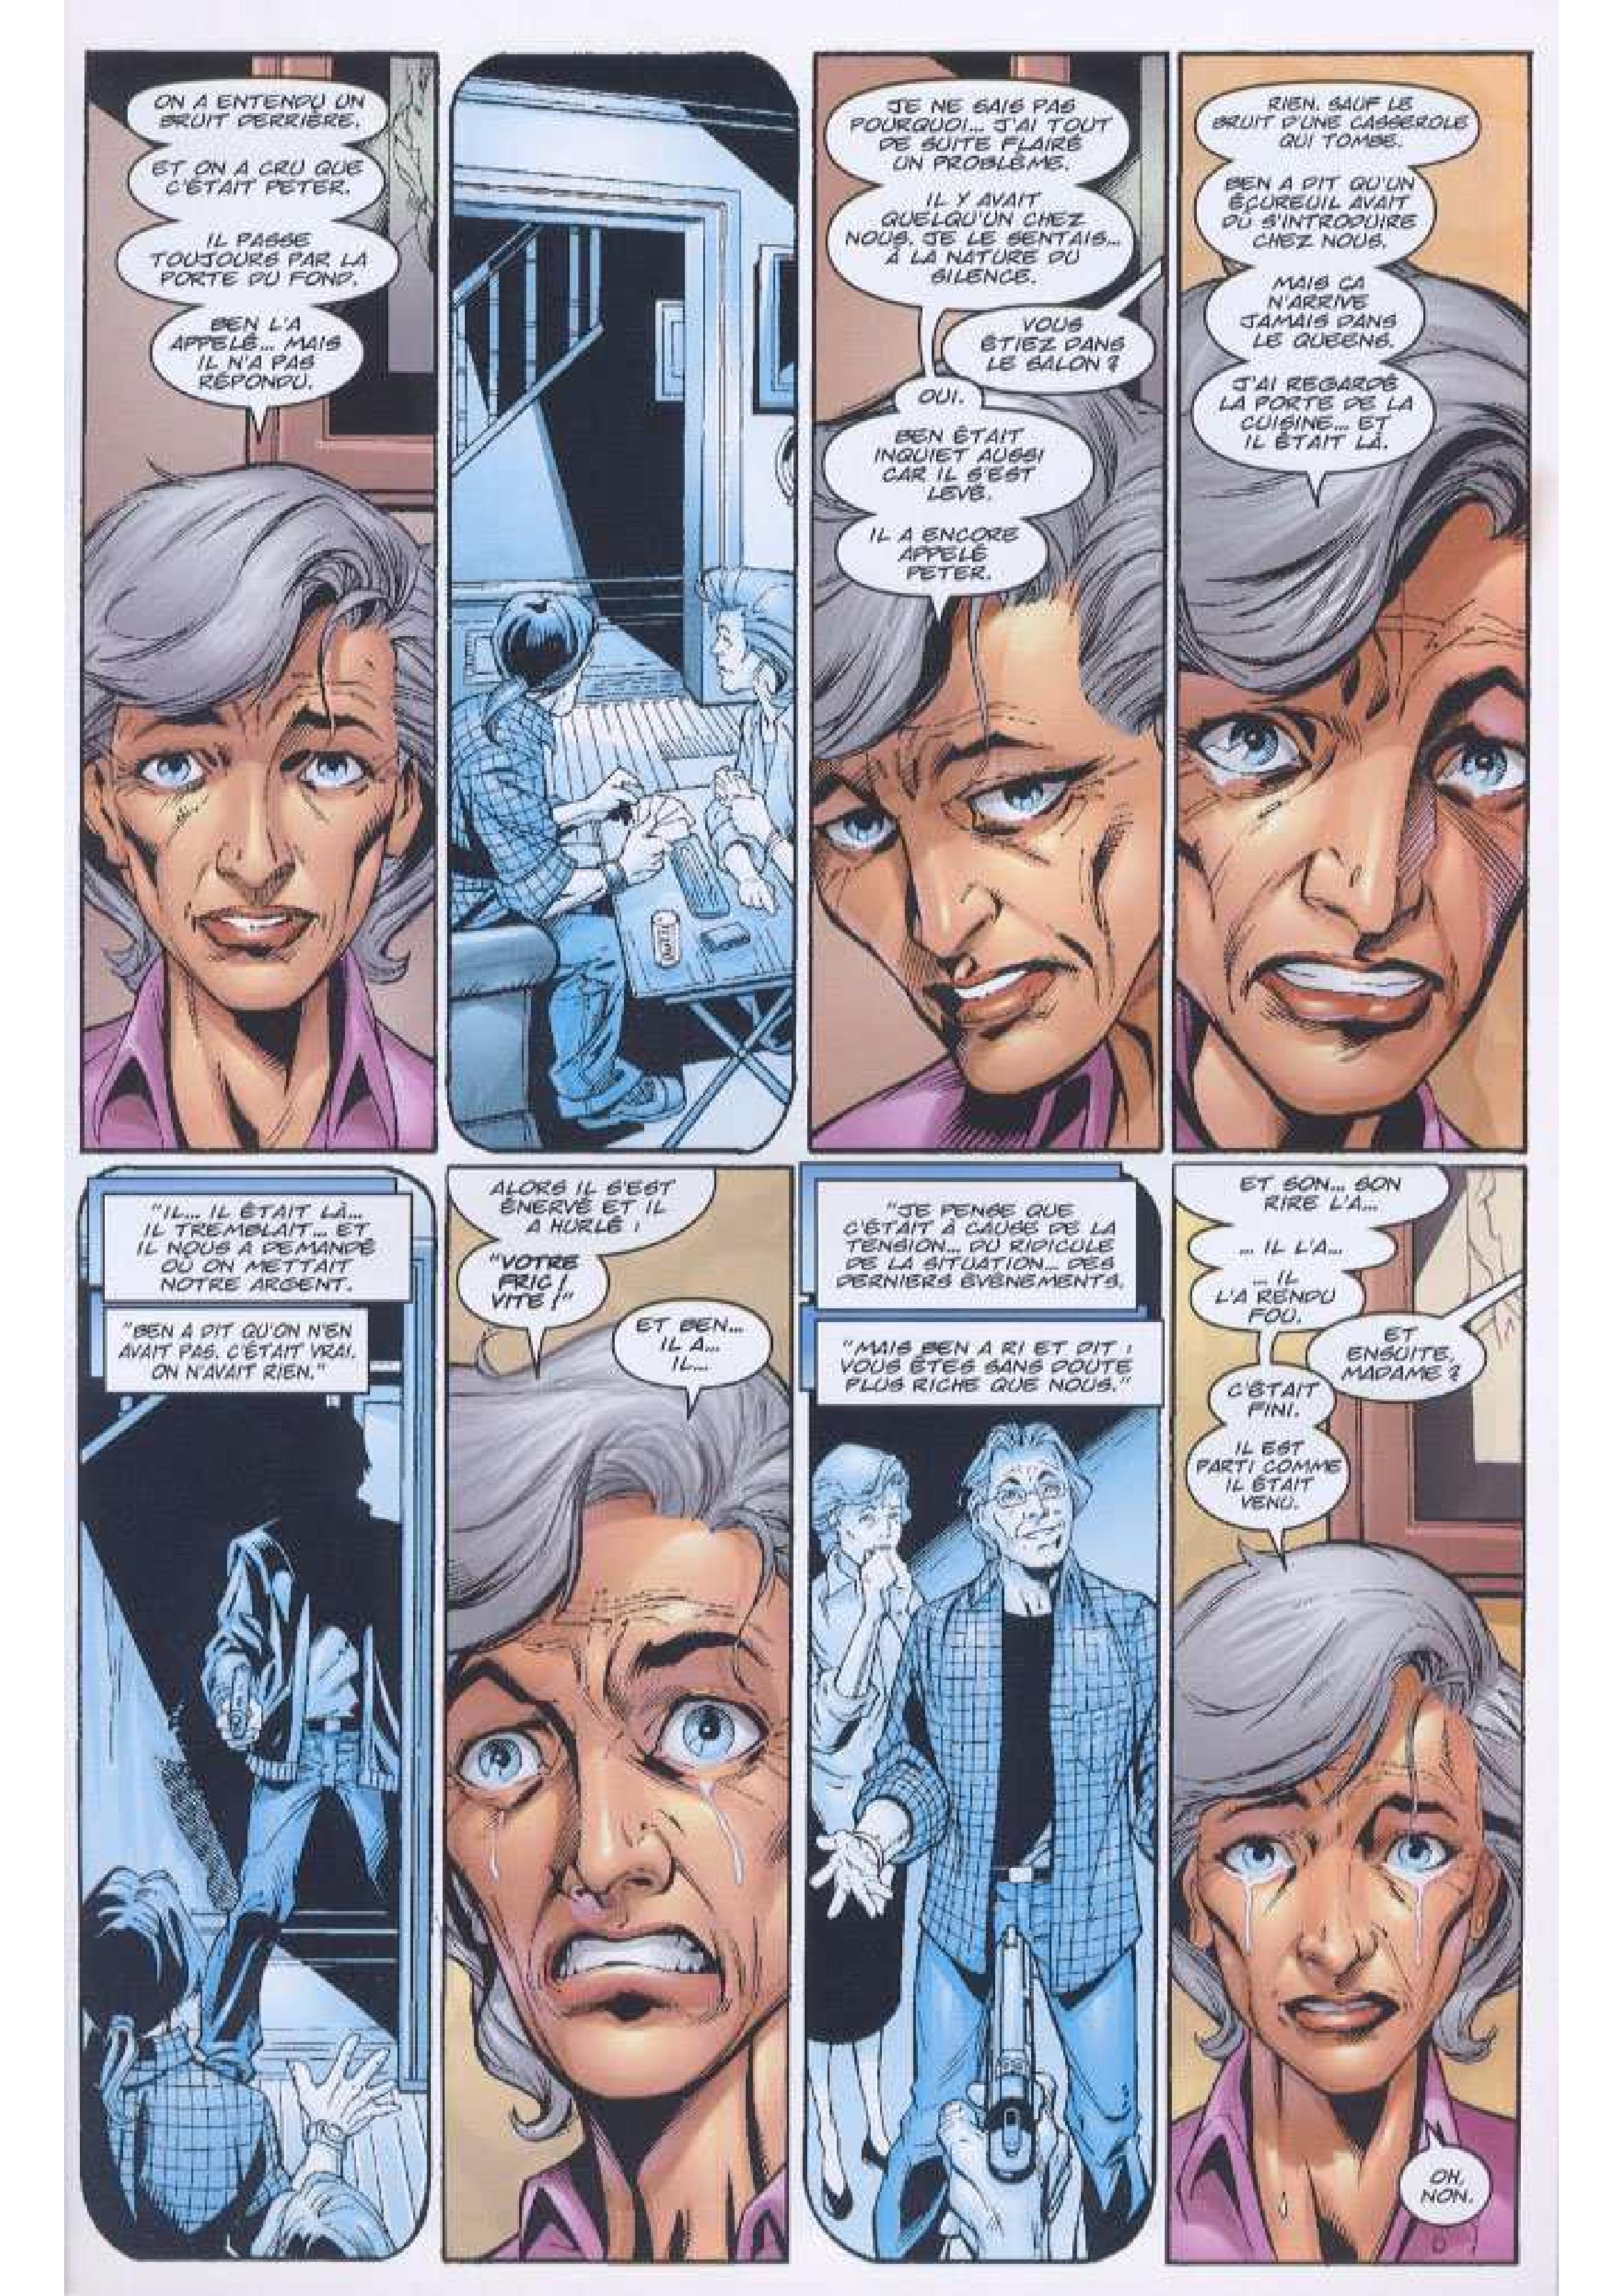 ON A ENTENDU UN
BRUIT DERRIÈRE.
ET ON A CRU QUE
C'ÉTAIT PETER.
IL PASSE
TOUJOURS PAR LA
PORTE DU FOND.
BEN L'A
APPELÉ... MAIS
IL N'A PAS
RÉPONDU.
JE NE SAIS PAS
POURQUOI... J'AI TOUT
DE SUITE FLAIRÉ
UN PROBLÈME.
IL Y AVAIT
QUELQU'UN CHEZ
NOUS. JE LE SENTAIS...
À LA NATURE DU
SILENCE.
VOUS
ÉTIEZ DANS
LE SALON ?
OUI.
BEN ÉTAIT
INQUIET AUSSI
CAR IL S'EST
LEVÉ.
IL A ENCORE
APPELÉ
PETER.
RIEN. SAUF LE
BRUIT D'UNE CASSEROLE
QUI TOMBE.
BEN A DIT QU'UN
ÉCUREUIL AVAIT
DÛ S'INTRODUIRE
CHEZ NOUS.
MAIS ÇA
N'ARRIVE
JAMAIS DANS
LE QUEENS.
J'AI REGARDÉ
LA PORTE DE LA
CUISINE... ET
IL ÉTAIT LÀ.
"IL... IL ÉTAIT LÀ...
IL TREMBLAIT... ET
IL NOUS A DEMANDÉ
OÙ ON METTAIT
NOTRE ARGENT.
"BEN A DIT QU'ON N'EN
AVAIT PAS. C'ÉTAIT VRAI.
ON N'AVAIT RIEN."
ALORS IL S'EST
ÉNERVÉ ET IL
A HURLÉ :
"VOTRE
FRIC !
VITE !"
ET BEN...
IL A...
IL...
"JE PENSE QUE
C'ÉTAIT À CAUSE DE LA
TENSION... DU RIDICULE
DE LA SITUATION... DES
DERNIERS ÉVÉNEMENTS.
"MAIS BEN A RI ET DIT :
VOUS ÊTES SANS DOUTE
PLUS RICHE QUE NOUS."
ET SON... SON
RIRE L'A...
... IL L'A...
... IL
L'A RENDU
FOU.
ET
ENSUITE,
MADAME ?
C'ÉTAIT
FINI.
IL EST
PARTI COMME
IL ÉTAIT
VENU.
OH,
NON.